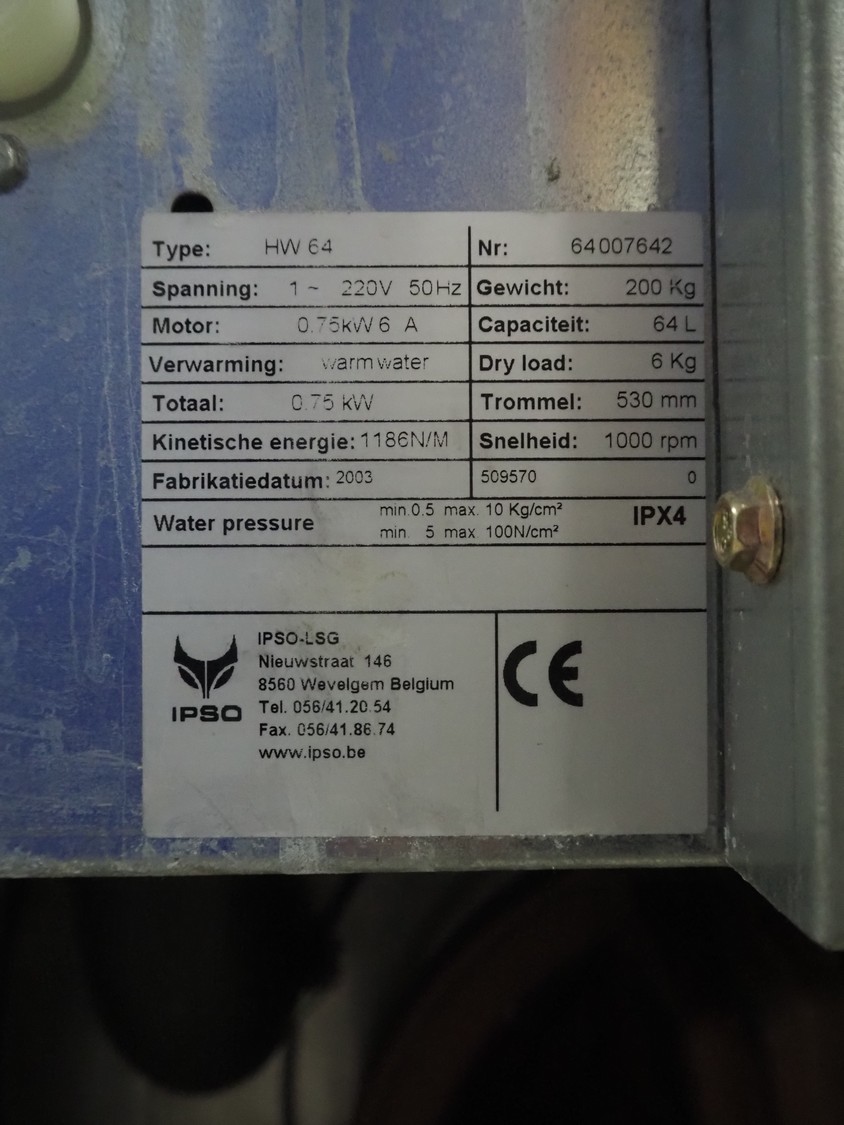 Type: HW 64 Nr: 64007642
Spanning: 1 ~ 220V 50Hz Gewicht: 200 Kg
Motor: 0.75kW 6 A Capaciteit: 64 L
Verwarming: warm water Dry load: 6 Kg
Totaal: 0.75 kW Trommel: 530 mm
Kinetische energie: 1186N/M Snelheid: 1000 rpm
Fabrikatiedatum: 2003 509570 0
Water pressure min.0.5 max. 10 Kg/cm² IPX4
min. 5 max. 100N/cm²
IPSO
IPSO-LSG
Nieuwstraat 146
8560 Wevelgem Belgium
Tel. 056/41.20.54
Fax. 056/41.86.74
www.ipso.be
CE